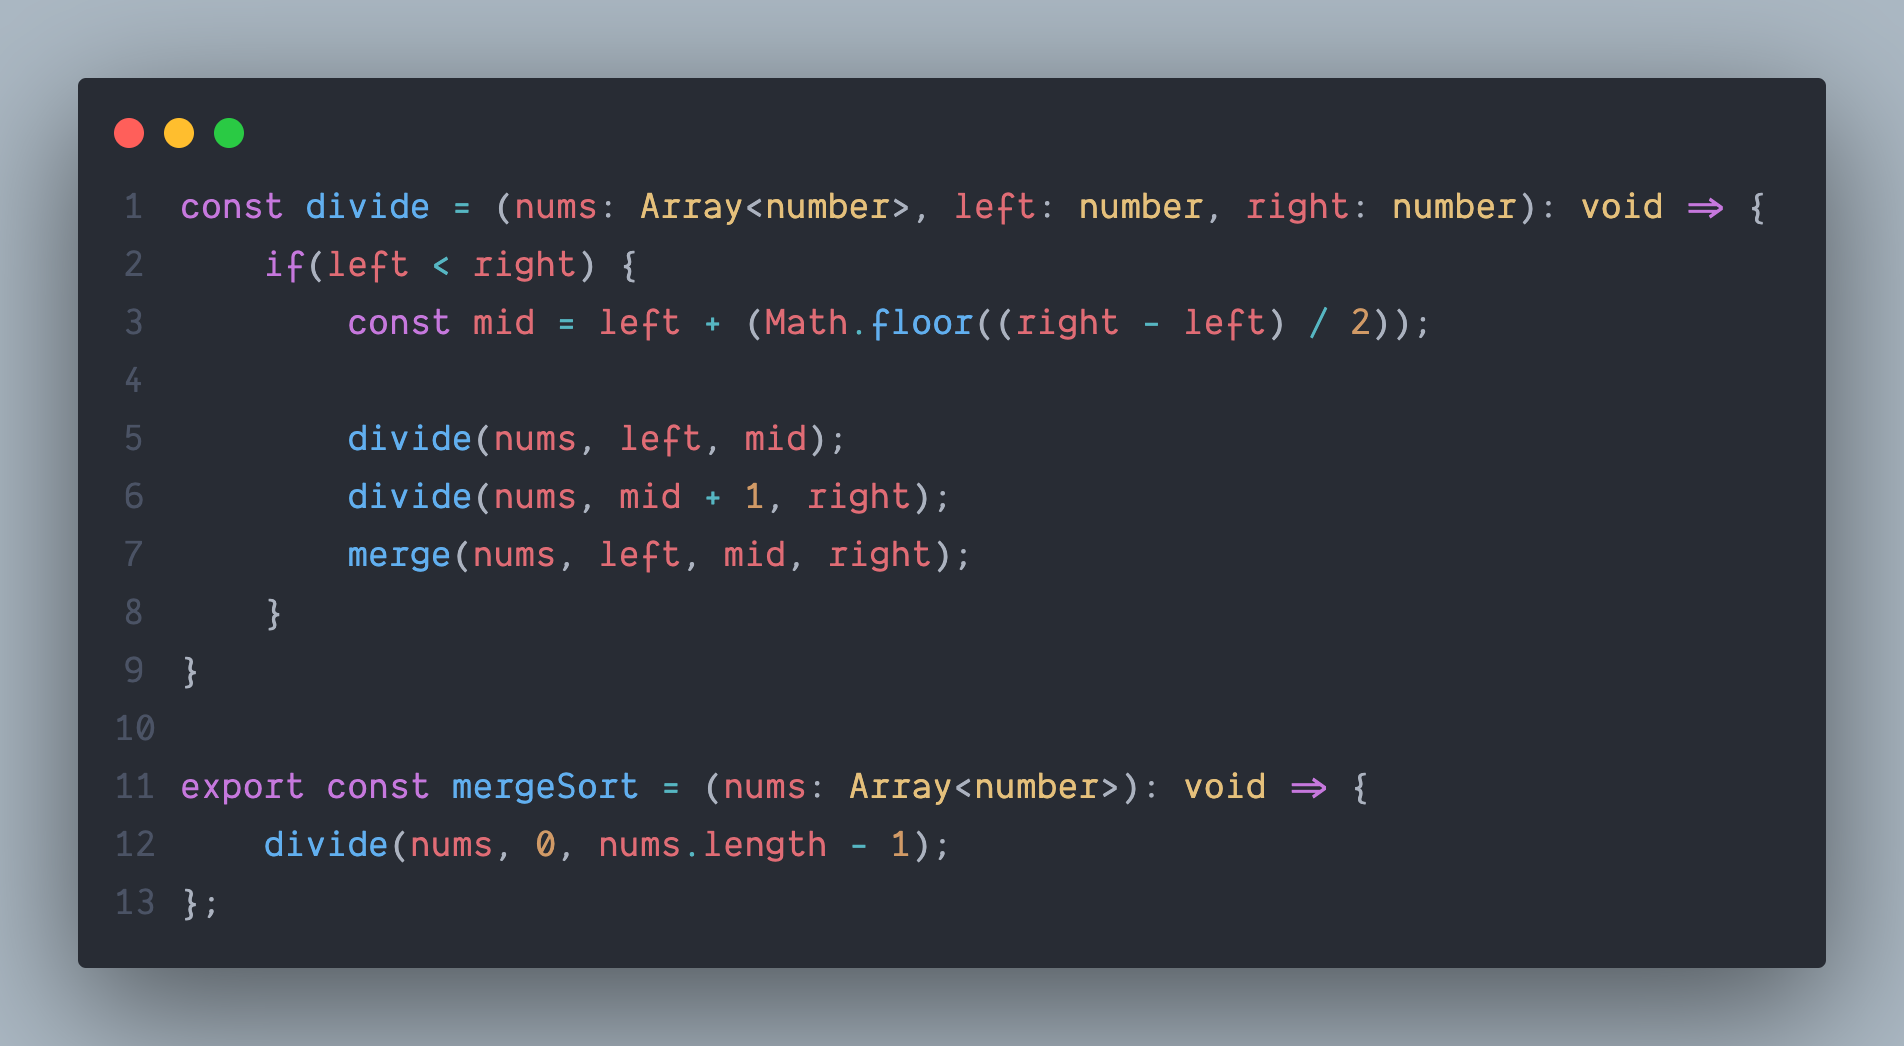 1 const divide = (nums: Array<number>, left: number, right: number): void => {
2     if(left < right) {
3         const mid = left + (Math.floor((right - left) / 2));
4
5         divide(nums, left, mid);
6         divide(nums, mid + 1, right);
7         merge(nums, left, mid, right);
8     }
9 }
10
11 export const mergeSort = (nums: Array<number>): void => {
12     divide(nums, 0, nums.length - 1);
13 };